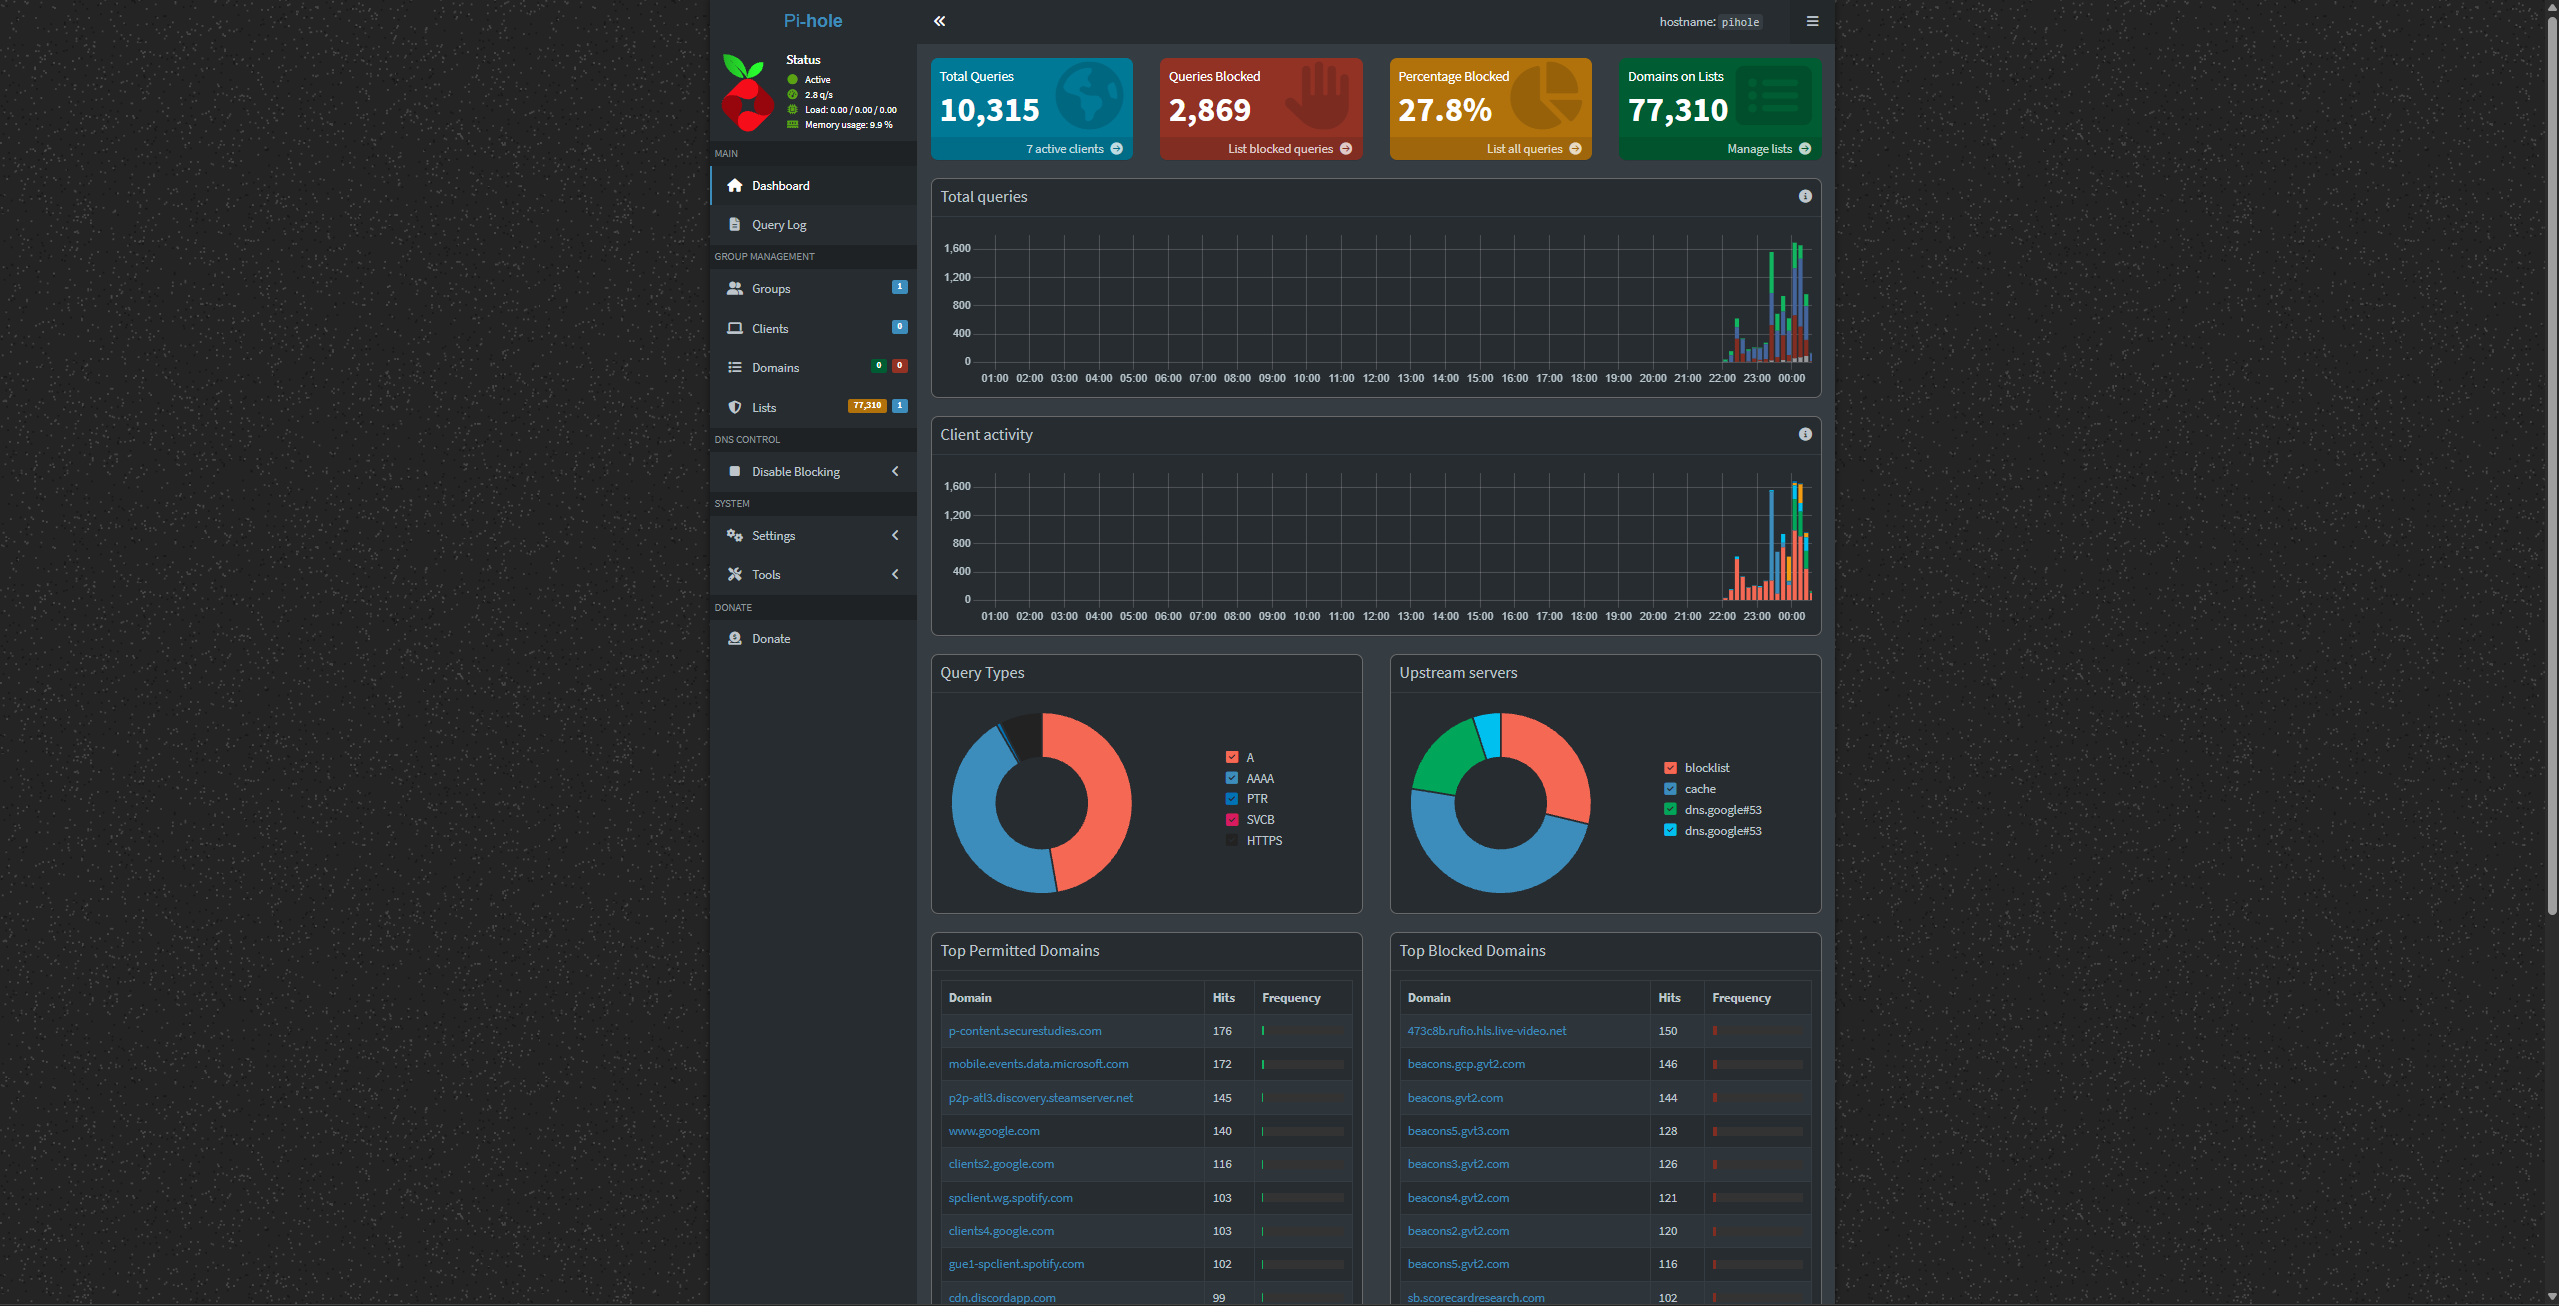 Pi-hole
hostname: pihole
Status
Active
2.8 q/s
Load: 0.00 / 0.00 / 0.00
Memory usage: 9.9 %
MAIN
Dashboard
Query Log
GROUP MANAGEMENT
Groups 1
Clients 0
Domains 0 0
Lists 77,310 1
DNS CONTROL
Disable Blocking
SYSTEM
Settings
Tools
DONATE
Donate
Total Queries
10,315
7 active clients
Queries Blocked
2,869
List blocked queries
Percentage Blocked
27.8%
List all queries
Domains on Lists
77,310
Manage lists
Total queries
1,600
1,200
800
400
0
01:00 02:00 03:00 04:00 05:00 06:00 07:00 08:00 09:00 10:00 11:00 12:00 13:00 14:00 15:00 16:00 17:00 18:00 19:00 20:00 21:00 22:00 23:00 00:00
Client activity
1,600
1,200
800
400
0
01:00 02:00 03:00 04:00 05:00 06:00 07:00 08:00 09:00 10:00 11:00 12:00 13:00 14:00 15:00 16:00 17:00 18:00 19:00 20:00 21:00 22:00 23:00 00:00
Query Types
A
AAAA
PTR
SVCB
HTTPS
Upstream servers
blocklist
cache
dns.google#53
dns.google#53
Top Permitted Domains
Domain Hits Frequency
p-content.securestudies.com 176
mobile.events.data.microsoft.com 172
p2p-atl3.discovery.steamserver.net 145
www.google.com 140
clients2.google.com 116
spclient.wg.spotify.com 103
clients4.google.com 103
gue1-spclient.spotify.com 102
cdn.discordapp.com 99
Top Blocked Domains
Domain Hits Frequency
473c8b.rufio.hls.live-video.net 150
beacons.gcp.gvt2.com 146
beacons.gvt2.com 144
beacons5.gvt3.com 128
beacons3.gvt2.com 126
beacons4.gvt2.com 121
beacons2.gvt2.com 120
beacons5.gvt2.com 116
sb.scorecardresearch.com 102